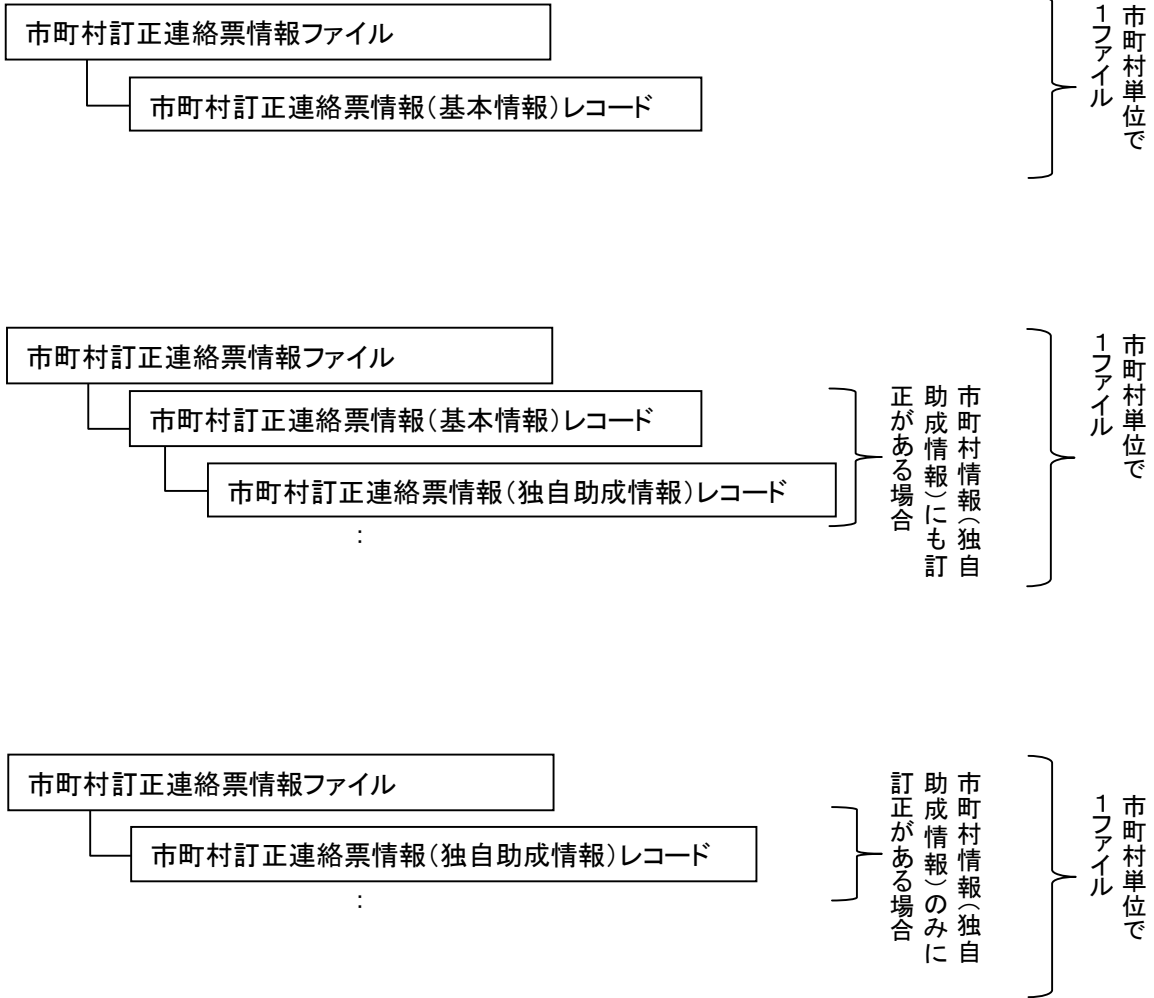 市町村訂正連絡票情報ファイル
市町村訂正連絡票情報(基本情報)レコード
市町村単位で
1ファイル
市町村訂正連絡票情報ファイル
市町村訂正連絡票情報(基本情報)レコード
市町村訂正連絡票情報(独自助成情報)レコード
:
市町村情報(独自
助成情報)にも訂
正がある場合
市町村単位で
1ファイル
市町村訂正連絡票情報ファイル
市町村訂正連絡票情報(独自助成情報)レコード
:
市町村情報(独自
助成情報)のみに
訂正がある場合
市町村単位で
1ファイル